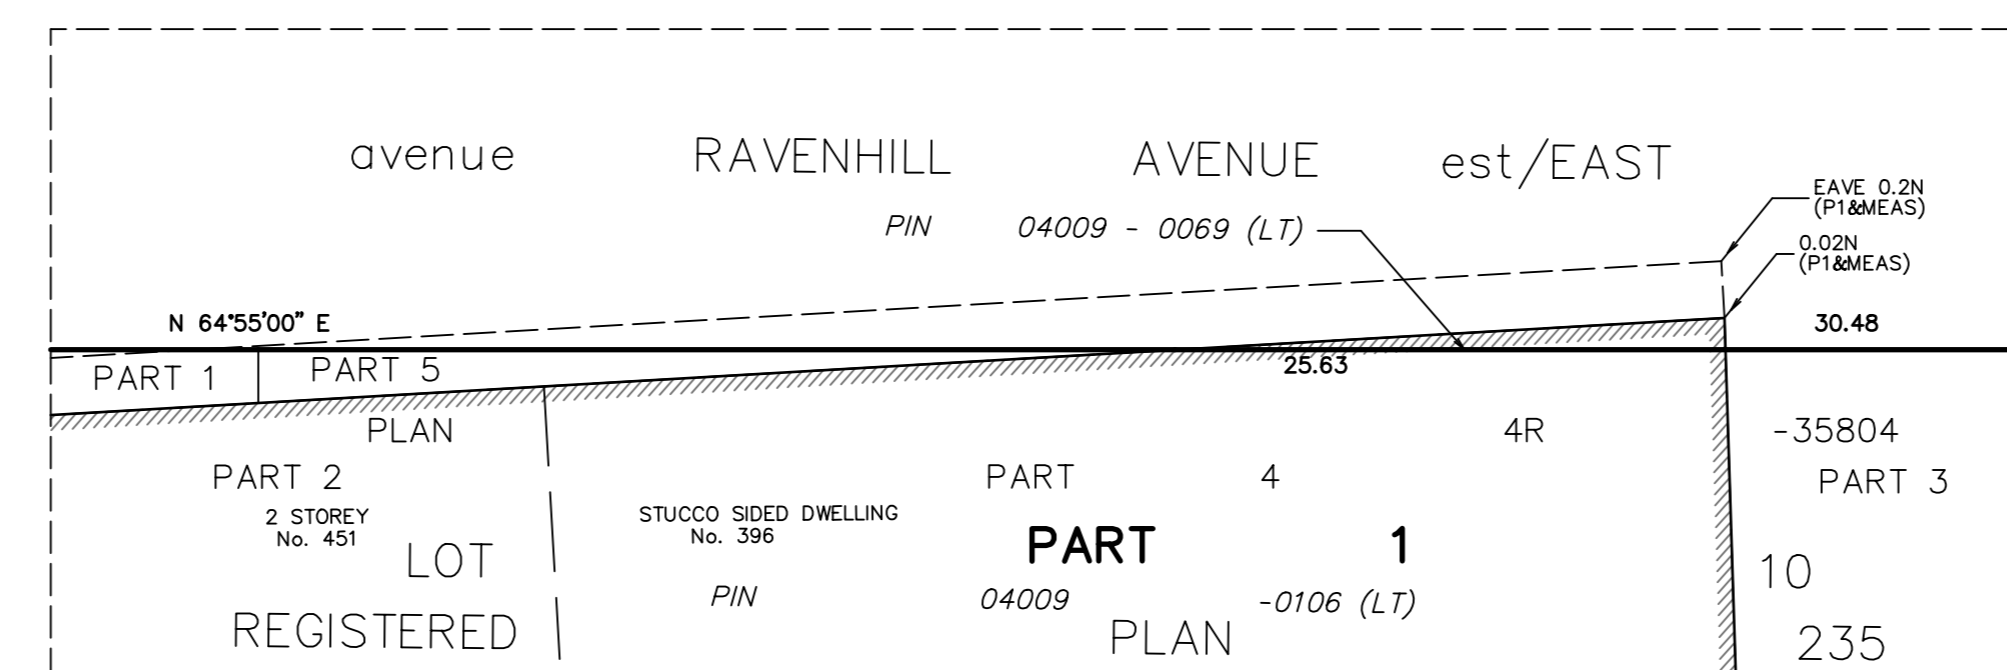 avenue RAVENHILL AVENUE est/EAST
EAVE 0.2N
(P1&MEAS)
PIN 04009 - 0069 (LT)
0.02N
(P1&MEAS)
N 64°55'00" E
30.48
PART 1 PART 5
25.63
PLAN 4R -35804
PART 2 PART 4 PART 3
2 STOREY
No. 451
STUCCO SIDED DWELLING
No. 396
PART 1
LOT 10
PIN 04009 -0106 (LT)
REGISTERED PLAN 235